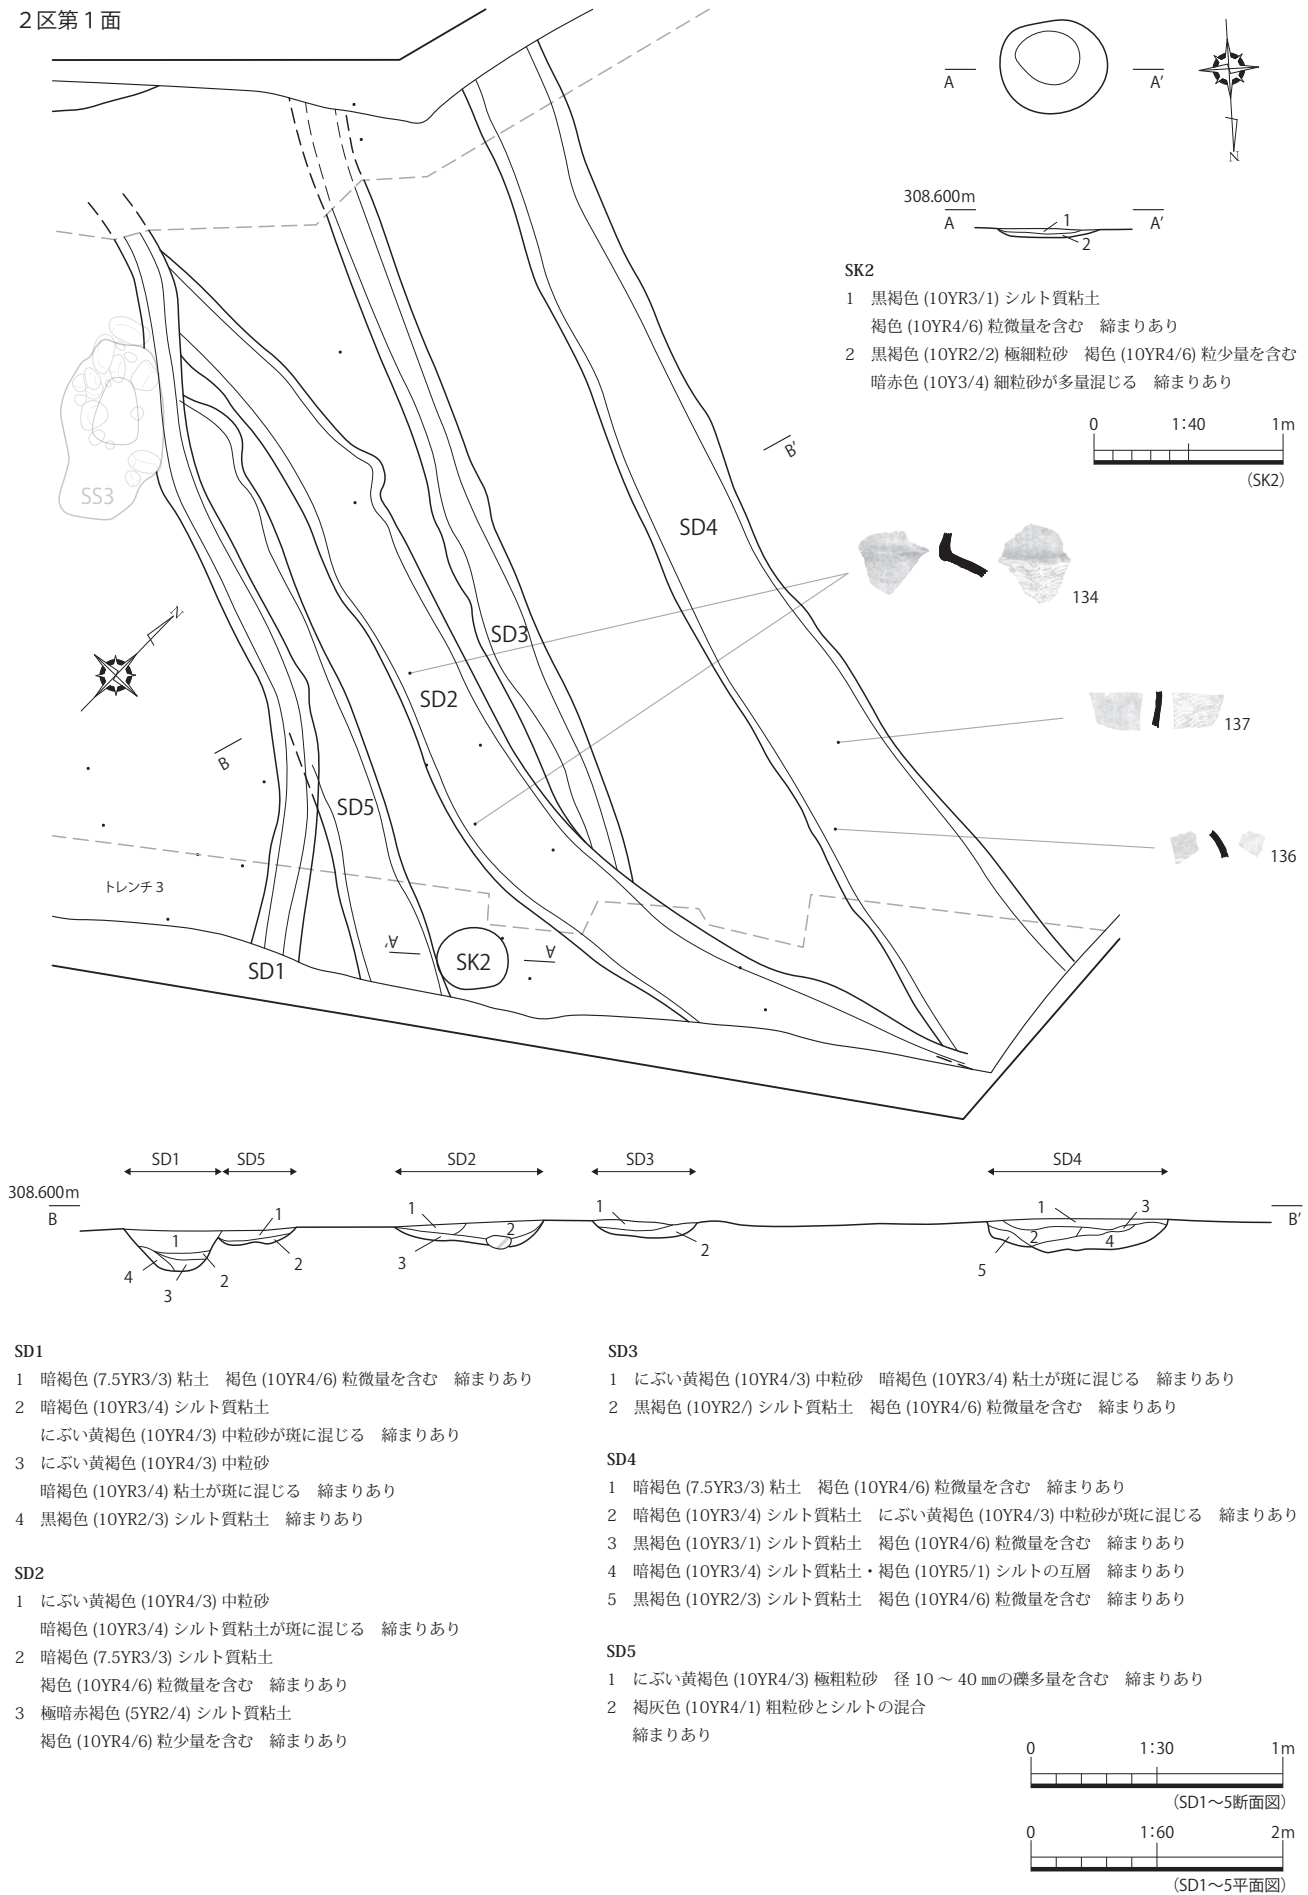 ２区第１面
A
A′
N
308.600m
A
A′
1
2
SK2
1　黒褐色 (10YR3/1) シルト質粘土
褐色 (10YR4/6) 粒微量を含む　締まりあり
2　黒褐色 (10YR2/2) 極細粒砂　褐色 (10YR4/6) 粒少量を含む
暗赤色 (10Y3/4) 細粒砂が多量混じる　締まりあり
0　1:40　1m
（SK2）
SS3
SD4
B′
134
N
SD3
SD2
137
B
SD5
136
トレンチ 3
A′
A
SK2
SD1
SD1　SD5　SD2　SD3　SD4
308.600m
B
B′
1
2
3
4
1
2
1
2
3
1
2
1
2
3
4
5
SD1
1　暗褐色 (7.5YR3/3) 粘土　褐色 (10YR4/6) 粒微量を含む　締まりあり
2　暗褐色 (10YR3/4) シルト質粘土
にぶい黄褐色 (10YR4/3) 中粒砂が斑に混じる　締まりあり
3　にぶい黄褐色 (10YR4/3) 中粒砂
暗褐色 (10YR3/4) 粘土が斑に混じる　締まりあり
4　黒褐色 (10YR2/3) シルト質粘土　締まりあり
SD2
1　にぶい黄褐色 (10YR4/3) 中粒砂
暗褐色 (10YR3/4) シルト質粘土が斑に混じる　締まりあり
2　暗褐色 (7.5YR3/3) シルト質粘土
褐色 (10YR4/6) 粒微量を含む　締まりあり
3　極暗赤褐色 (5YR2/4) シルト質粘土
褐色 (10YR4/6) 粒少量を含む　締まりあり
SD3
1　にぶい黄褐色 (10YR4/3) 中粒砂　暗褐色 (10YR3/4) 粘土が斑に混じる　締まりあり
2　黒褐色 (10YR2/) シルト質粘土　褐色 (10YR4/6) 粒微量を含む　締まりあり
SD4
1　暗褐色 (7.5YR3/3) 粘土　褐色 (10YR4/6) 粒微量を含む　締まりあり
2　暗褐色 (10YR3/4) シルト質粘土　にぶい黄褐色 (10YR4/3) 中粒砂が斑に混じる　締まりあり
3　黒褐色 (10YR3/1) シルト質粘土　褐色 (10YR4/6) 粒微量を含む　締まりあり
4　暗褐色 (10YR3/4) シルト質粘土・褐色 (10YR5/1) シルトの互層　締まりあり
5　黒褐色 (10YR2/3) シルト質粘土　褐色 (10YR4/6) 粒微量を含む　締まりあり
SD5
1　にぶい黄褐色 (10YR4/3) 極粗粒砂　径 10 ～ 40 ㎜の礫多量を含む　締まりあり
2　褐灰色 (10YR4/1) 粗粒砂とシルトの混合
締まりあり
0　1:30　1m
（SD1～5断面図）
0　1:60　2m
（SD1～5平面図）